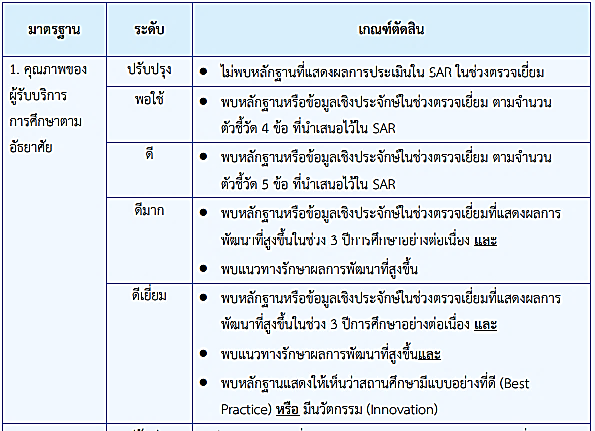 มาตรฐาน ระดับ เกณฑ์ตัดสิน
1. คุณภาพของ
ผู้รับบริการ
การศึกษาตาม
อัธยาศัย
ปรับปรุง
● ไม่พบหลักฐานที่แสดงผลการประเมินใน SAR ในช่วงตรวจเยี่ยม
พอใช้
● พบหลักฐานหรือข้อมูลเชิงประจักษ์ในช่วงตรวจเยี่ยม ตามจำนวน
ตัวชี้วัด 4 ข้อ ที่นำเสนอไว้ใน SAR
ดี
● พบหลักฐานหรือข้อมูลเชิงประจักษ์ในช่วงตรวจเยี่ยม ตามจำนวน
ตัวชี้วัด 5 ข้อ ที่นำเสนอไว้ใน SAR
ดีมาก
● พบหลักฐานหรือข้อมูลเชิงประจักษ์ในช่วงตรวจเยี่ยมที่แสดงผลการ
พัฒนาที่สูงขึ้นในช่วง 3 ปีการศึกษาอย่างต่อเนื่อง และ
● พบแนวทางรักษาผลการพัฒนาที่สูงขึ้น
ดีเยี่ยม
● พบหลักฐานหรือข้อมูลเชิงประจักษ์ในช่วงตรวจเยี่ยมที่แสดงผลการ
พัฒนาที่สูงขึ้นในช่วง 3 ปีการศึกษาอย่างต่อเนื่อง และ
● พบแนวทางรักษาผลการพัฒนาที่สูงขึ้นและ
● พบหลักฐานแสดงให้เห็นว่าสถานศึกษามีแบบอย่างที่ดี (Best
Practice) หรือ มีนวัตกรรม (Innovation)